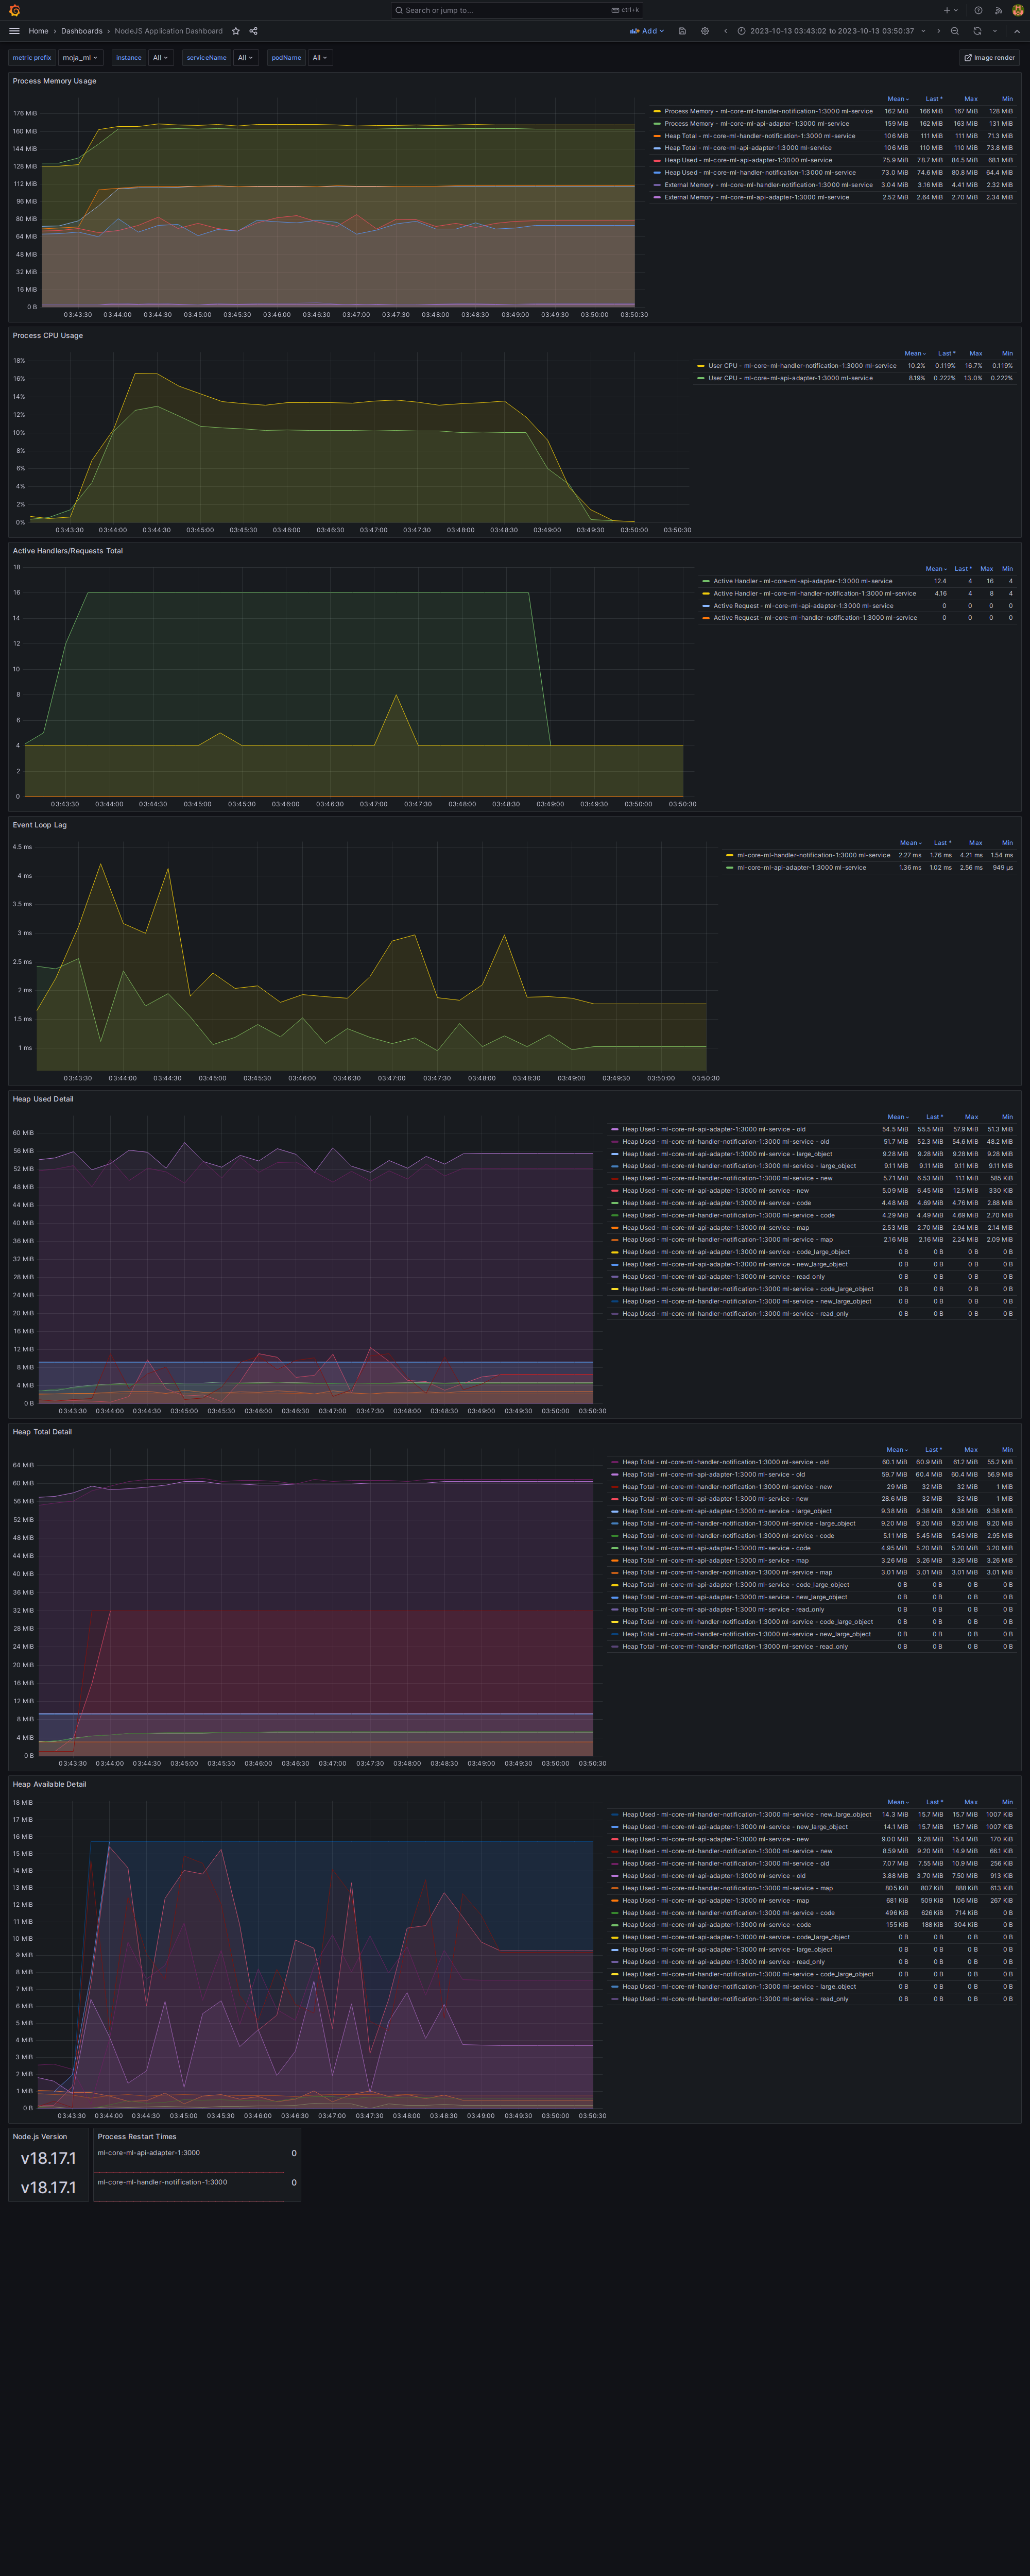 Search or jump to... ctrl+k
Home › Dashboards › NodeJS Application Dashboard
Add 2023-10-13 03:43:02 to 2023-10-13 03:50:37
metric prefix moja_ml instance All serviceName All podName All Image render
Process Memory Usage
Mean Last * Max Min
Process Memory - ml-core-ml-handler-notification-1:3000 ml-service 162 MiB 166 MiB 167 MiB 128 MiB
Process Memory - ml-core-ml-api-adapter-1:3000 ml-service 159 MiB 162 MiB 163 MiB 131 MiB
Heap Total - ml-core-ml-handler-notification-1:3000 ml-service 106 MiB 111 MiB 111 MiB 71.3 MiB
Heap Total - ml-core-ml-api-adapter-1:3000 ml-service 106 MiB 110 MiB 110 MiB 73.8 MiB
Heap Used - ml-core-ml-api-adapter-1:3000 ml-service 75.9 MiB 78.7 MiB 84.5 MiB 68.1 MiB
Heap Used - ml-core-ml-handler-notification-1:3000 ml-service 73.0 MiB 74.6 MiB 80.8 MiB 64.4 MiB
External Memory - ml-core-ml-handler-notification-1:3000 ml-service 3.04 MiB 3.16 MiB 4.41 MiB 2.32 MiB
External Memory - ml-core-ml-api-adapter-1:3000 ml-service 2.52 MiB 2.64 MiB 2.70 MiB 2.34 MiB
176 MiB
160 MiB
144 MiB
128 MiB
112 MiB
96 MiB
80 MiB
64 MiB
48 MiB
32 MiB
16 MiB
0 B
03:43:30 03:44:00 03:44:30 03:45:00 03:45:30 03:46:00 03:46:30 03:47:00 03:47:30 03:48:00 03:48:30 03:49:00 03:49:30 03:50:00 03:50:30
Process CPU Usage
Mean Last * Max Min
User CPU - ml-core-ml-handler-notification-1:3000 ml-service 10.2% 0.119% 16.7% 0.119%
User CPU - ml-core-ml-api-adapter-1:3000 ml-service 8.19% 0.222% 13.0% 0.222%
18%
16%
14%
12%
10%
8%
6%
4%
2%
0%
03:43:30 03:44:00 03:44:30 03:45:00 03:45:30 03:46:00 03:46:30 03:47:00 03:47:30 03:48:00 03:48:30 03:49:00 03:49:30 03:50:00 03:50:30
Active Handlers/Requests Total
Mean Last * Max Min
Active Handler - ml-core-ml-api-adapter-1:3000 ml-service 12.4 4 16 4
Active Handler - ml-core-ml-handler-notification-1:3000 ml-service 4.16 4 8 4
Active Request - ml-core-ml-api-adapter-1:3000 ml-service 0 0 0 0
Active Request - ml-core-ml-handler-notification-1:3000 ml-service 0 0 0 0
18
16
14
12
10
8
6
4
2
0
03:43:30 03:44:00 03:44:30 03:45:00 03:45:30 03:46:00 03:46:30 03:47:00 03:47:30 03:48:00 03:48:30 03:49:00 03:49:30 03:50:00 03:50:30
Event Loop Lag
Mean Last * Max Min
ml-core-ml-handler-notification-1:3000 ml-service 2.27 ms 1.76 ms 4.21 ms 1.54 ms
ml-core-ml-api-adapter-1:3000 ml-service 1.36 ms 1.02 ms 2.56 ms 949 µs
4.5 ms
4 ms
3.5 ms
3 ms
2.5 ms
2 ms
1.5 ms
1 ms
03:43:30 03:44:00 03:44:30 03:45:00 03:45:30 03:46:00 03:46:30 03:47:00 03:47:30 03:48:00 03:48:30 03:49:00 03:49:30 03:50:00 03:50:30
Heap Used Detail
Mean Last * Max Min
Heap Used - ml-core-ml-api-adapter-1:3000 ml-service - old 54.5 MiB 55.5 MiB 57.9 MiB 51.3 MiB
Heap Used - ml-core-ml-handler-notification-1:3000 ml-service - old 51.7 MiB 52.3 MiB 54.6 MiB 48.2 MiB
Heap Used - ml-core-ml-api-adapter-1:3000 ml-service - large_object 9.28 MiB 9.28 MiB 9.28 MiB 9.28 MiB
Heap Used - ml-core-ml-handler-notification-1:3000 ml-service - large_object 9.11 MiB 9.11 MiB 9.11 MiB 9.11 MiB
Heap Used - ml-core-ml-handler-notification-1:3000 ml-service - new 5.71 MiB 6.53 MiB 11.1 MiB 585 KiB
Heap Used - ml-core-ml-api-adapter-1:3000 ml-service - new 5.09 MiB 6.45 MiB 12.5 MiB 330 KiB
Heap Used - ml-core-ml-api-adapter-1:3000 ml-service - code 4.48 MiB 4.69 MiB 4.76 MiB 2.88 MiB
Heap Used - ml-core-ml-handler-notification-1:3000 ml-service - code 4.29 MiB 4.49 MiB 4.69 MiB 2.70 MiB
Heap Used - ml-core-ml-api-adapter-1:3000 ml-service - map 2.53 MiB 2.70 MiB 2.94 MiB 2.14 MiB
Heap Used - ml-core-ml-handler-notification-1:3000 ml-service - map 2.16 MiB 2.16 MiB 2.24 MiB 2.09 MiB
Heap Used - ml-core-ml-api-adapter-1:3000 ml-service - code_large_object 0 B 0 B 0 B 0 B
Heap Used - ml-core-ml-api-adapter-1:3000 ml-service - new_large_object 0 B 0 B 0 B 0 B
Heap Used - ml-core-ml-api-adapter-1:3000 ml-service - read_only 0 B 0 B 0 B 0 B
Heap Used - ml-core-ml-handler-notification-1:3000 ml-service - code_large_object 0 B 0 B 0 B 0 B
Heap Used - ml-core-ml-handler-notification-1:3000 ml-service - new_large_object 0 B 0 B 0 B 0 B
Heap Used - ml-core-ml-handler-notification-1:3000 ml-service - read_only 0 B 0 B 0 B 0 B
60 MiB
56 MiB
52 MiB
48 MiB
44 MiB
40 MiB
36 MiB
32 MiB
28 MiB
24 MiB
20 MiB
16 MiB
12 MiB
8 MiB
4 MiB
0 B
03:43:30 03:44:00 03:44:30 03:45:00 03:45:30 03:46:00 03:46:30 03:47:00 03:47:30 03:48:00 03:48:30 03:49:00 03:49:30 03:50:00 03:50:30
Heap Total Detail
Mean Last * Max Min
Heap Total - ml-core-ml-handler-notification-1:3000 ml-service - old 60.1 MiB 60.9 MiB 61.2 MiB 55.2 MiB
Heap Total - ml-core-ml-api-adapter-1:3000 ml-service - old 59.7 MiB 60.4 MiB 60.4 MiB 56.9 MiB
Heap Total - ml-core-ml-handler-notification-1:3000 ml-service - new 29 MiB 32 MiB 32 MiB 1 MiB
Heap Total - ml-core-ml-api-adapter-1:3000 ml-service - new 28.6 MiB 32 MiB 32 MiB 1 MiB
Heap Total - ml-core-ml-api-adapter-1:3000 ml-service - large_object 9.38 MiB 9.38 MiB 9.38 MiB 9.38 MiB
Heap Total - ml-core-ml-handler-notification-1:3000 ml-service - large_object 9.20 MiB 9.20 MiB 9.20 MiB 9.20 MiB
Heap Total - ml-core-ml-handler-notification-1:3000 ml-service - code 5.11 MiB 5.45 MiB 5.45 MiB 2.95 MiB
Heap Total - ml-core-ml-api-adapter-1:3000 ml-service - code 4.95 MiB 5.20 MiB 5.20 MiB 3.20 MiB
Heap Total - ml-core-ml-api-adapter-1:3000 ml-service - map 3.26 MiB 3.26 MiB 3.26 MiB 3.26 MiB
Heap Total - ml-core-ml-handler-notification-1:3000 ml-service - map 3.01 MiB 3.01 MiB 3.01 MiB 3.01 MiB
Heap Total - ml-core-ml-api-adapter-1:3000 ml-service - code_large_object 0 B 0 B 0 B 0 B
Heap Total - ml-core-ml-api-adapter-1:3000 ml-service - new_large_object 0 B 0 B 0 B 0 B
Heap Total - ml-core-ml-api-adapter-1:3000 ml-service - read_only 0 B 0 B 0 B 0 B
Heap Total - ml-core-ml-handler-notification-1:3000 ml-service - code_large_object 0 B 0 B 0 B 0 B
Heap Total - ml-core-ml-handler-notification-1:3000 ml-service - new_large_object 0 B 0 B 0 B 0 B
Heap Total - ml-core-ml-handler-notification-1:3000 ml-service - read_only 0 B 0 B 0 B 0 B
64 MiB
60 MiB
56 MiB
52 MiB
48 MiB
44 MiB
40 MiB
36 MiB
32 MiB
28 MiB
24 MiB
20 MiB
16 MiB
12 MiB
8 MiB
4 MiB
0 B
03:43:30 03:44:00 03:44:30 03:45:00 03:45:30 03:46:00 03:46:30 03:47:00 03:47:30 03:48:00 03:48:30 03:49:00 03:49:30 03:50:00 03:50:30
Heap Available Detail
Mean Last * Max Min
Heap Used - ml-core-ml-handler-notification-1:3000 ml-service - new_large_object 14.3 MiB 15.7 MiB 15.7 MiB 1007 KiB
Heap Used - ml-core-ml-api-adapter-1:3000 ml-service - new_large_object 14.1 MiB 15.7 MiB 15.7 MiB 1007 KiB
Heap Used - ml-core-ml-api-adapter-1:3000 ml-service - new 9.00 MiB 9.28 MiB 15.4 MiB 170 KiB
Heap Used - ml-core-ml-handler-notification-1:3000 ml-service - new 8.59 MiB 9.20 MiB 14.9 MiB 66.1 KiB
Heap Used - ml-core-ml-handler-notification-1:3000 ml-service - old 7.07 MiB 7.55 MiB 10.9 MiB 256 KiB
Heap Used - ml-core-ml-api-adapter-1:3000 ml-service - old 3.88 MiB 3.70 MiB 7.50 MiB 913 KiB
Heap Used - ml-core-ml-handler-notification-1:3000 ml-service - map 805 KiB 807 KiB 888 KiB 613 KiB
Heap Used - ml-core-ml-api-adapter-1:3000 ml-service - map 681 KiB 509 KiB 1.06 MiB 267 KiB
Heap Used - ml-core-ml-handler-notification-1:3000 ml-service - code 496 KiB 626 KiB 714 KiB 0 B
Heap Used - ml-core-ml-api-adapter-1:3000 ml-service - code 155 KiB 188 KiB 304 KiB 0 B
Heap Used - ml-core-ml-api-adapter-1:3000 ml-service - code_large_object 0 B 0 B 0 B 0 B
Heap Used - ml-core-ml-api-adapter-1:3000 ml-service - large_object 0 B 0 B 0 B 0 B
Heap Used - ml-core-ml-api-adapter-1:3000 ml-service - read_only 0 B 0 B 0 B 0 B
Heap Used - ml-core-ml-handler-notification-1:3000 ml-service - code_large_object 0 B 0 B 0 B 0 B
Heap Used - ml-core-ml-handler-notification-1:3000 ml-service - large_object 0 B 0 B 0 B 0 B
Heap Used - ml-core-ml-handler-notification-1:3000 ml-service - read_only 0 B 0 B 0 B 0 B
18 MiB
17 MiB
16 MiB
15 MiB
14 MiB
13 MiB
12 MiB
11 MiB
10 MiB
9 MiB
8 MiB
7 MiB
6 MiB
5 MiB
4 MiB
3 MiB
2 MiB
1 MiB
0 B
03:43:30 03:44:00 03:44:30 03:45:00 03:45:30 03:46:00 03:46:30 03:47:00 03:47:30 03:48:00 03:48:30 03:49:00 03:49:30 03:50:00 03:50:30
Node.js Version
v18.17.1
v18.17.1
Process Restart Times
ml-core-ml-api-adapter-1:3000 0
ml-core-ml-handler-notification-1:3000 0